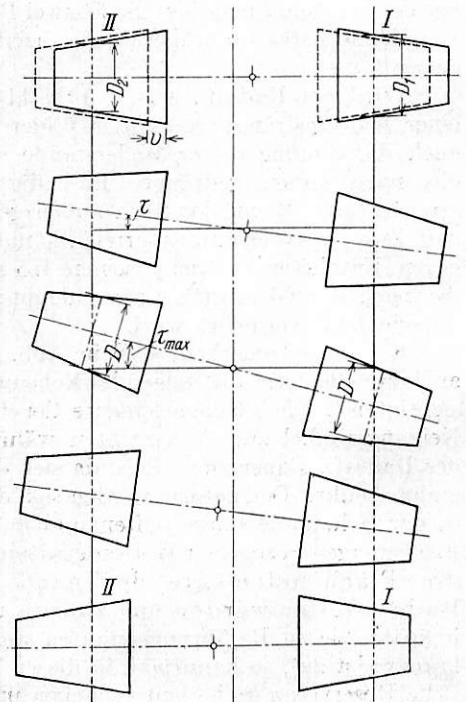 II I
D₂ D₁
υ
τ
D τmax D
II I